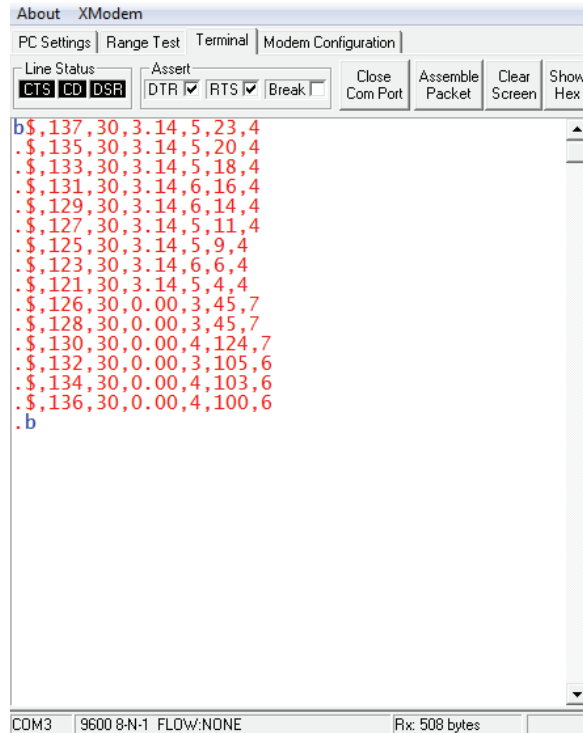 About XModem
PC Settings Range Test Terminal Modem Configuration
Line Status Assert
CTS CD DSR DTR RTS Break Close Com Port Assemble Packet Clear Screen Show Hex
b$,137,30,3.14,5,23,4
.$,135,30,3.14,5,20,4
.$,133,30,3.14,5,18,4
.$,131,30,3.14,6,16,4
.$,129,30,3.14,6,14,4
.$,127,30,3.14,5,11,4
.$,125,30,3.14,5,9,4
.$,123,30,3.14,6,6,4
.$,121,30,3.14,5,4,4
.$,126,30,0.00,3,45,7
.$,128,30,0.00,3,45,7
.$,130,30,0.00,4,124,7
.$,132,30,0.00,3,105,6
.$,134,30,0.00,4,103,6
.$,136,30,0.00,4,100,6
.b
COM3 9600 8-N-1 FLOW:NONE Rx: 508 bytes